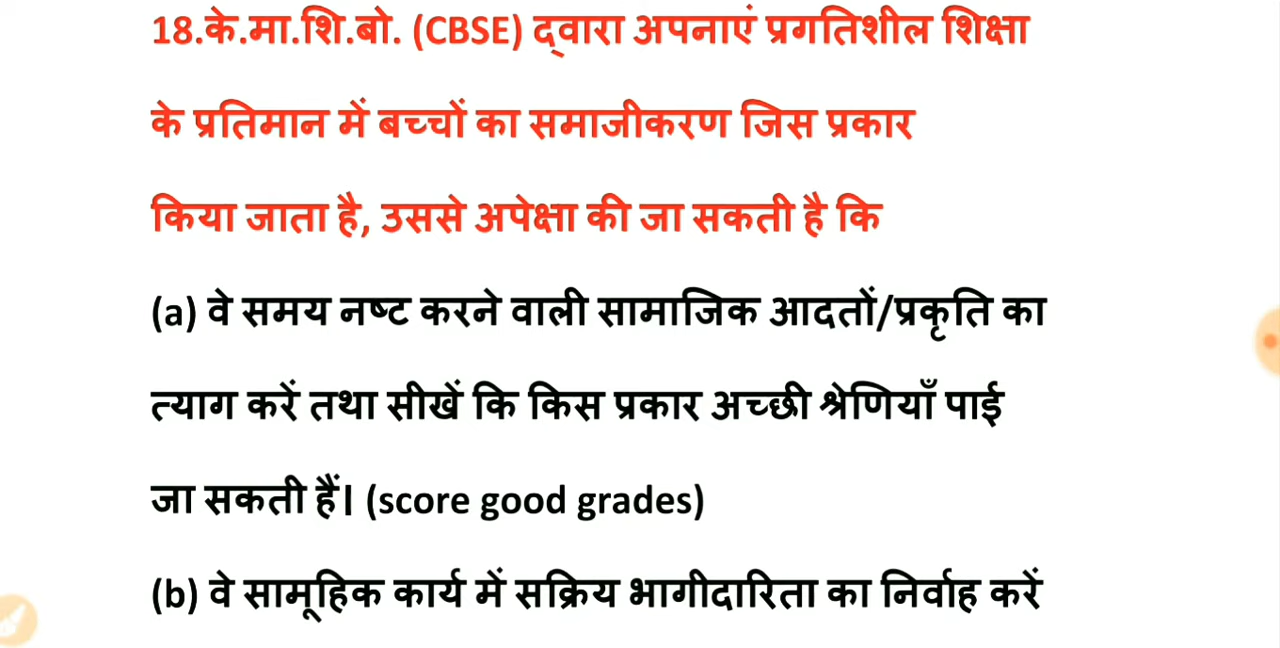 18.के.मा.शि.बो. (CBSE) द्वारा अपनाएं प्रगतिशील शिक्षा
के प्रतिमान में बच्चों का समाजीकरण जिस प्रकार
किया जाता है, उससे अपेक्षा की जा सकती है कि
(a) वे समय नष्ट करने वाली सामाजिक आदतों/प्रकृति का
त्याग करें तथा सीखें कि किस प्रकार अच्छी श्रेणियाँ पाई
जा सकती हैं। (score good grades)
(b) वे सामूहिक कार्य में सक्रिय भागीदारिता का निर्वाह करें